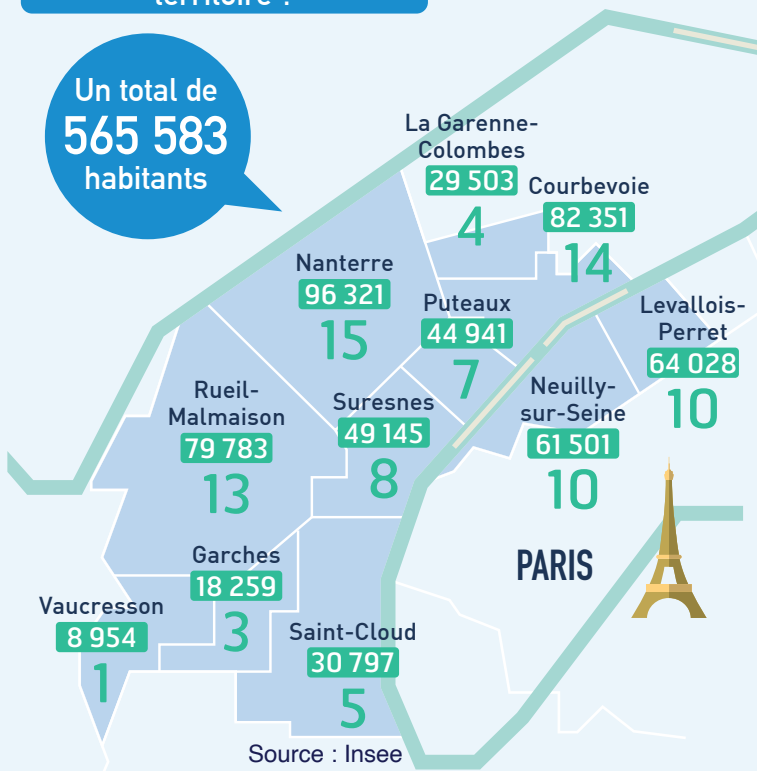 territoire :
Un total de
565 583
habitants
La Garenne-
Colombes
29 503
4
Courbevoie
82 351
14
Nanterre
96 321
15
Puteaux
44 941
7
Levallois-
Perret
64 028
10
Rueil-
Malmaison
79 783
13
Suresnes
49 145
8
Neuilly-
sur-Seine
61 501
10
PARIS
Garches
18 259
3
Vaucresson
8 954
1
Saint-Cloud
30 797
5
Source : Insee